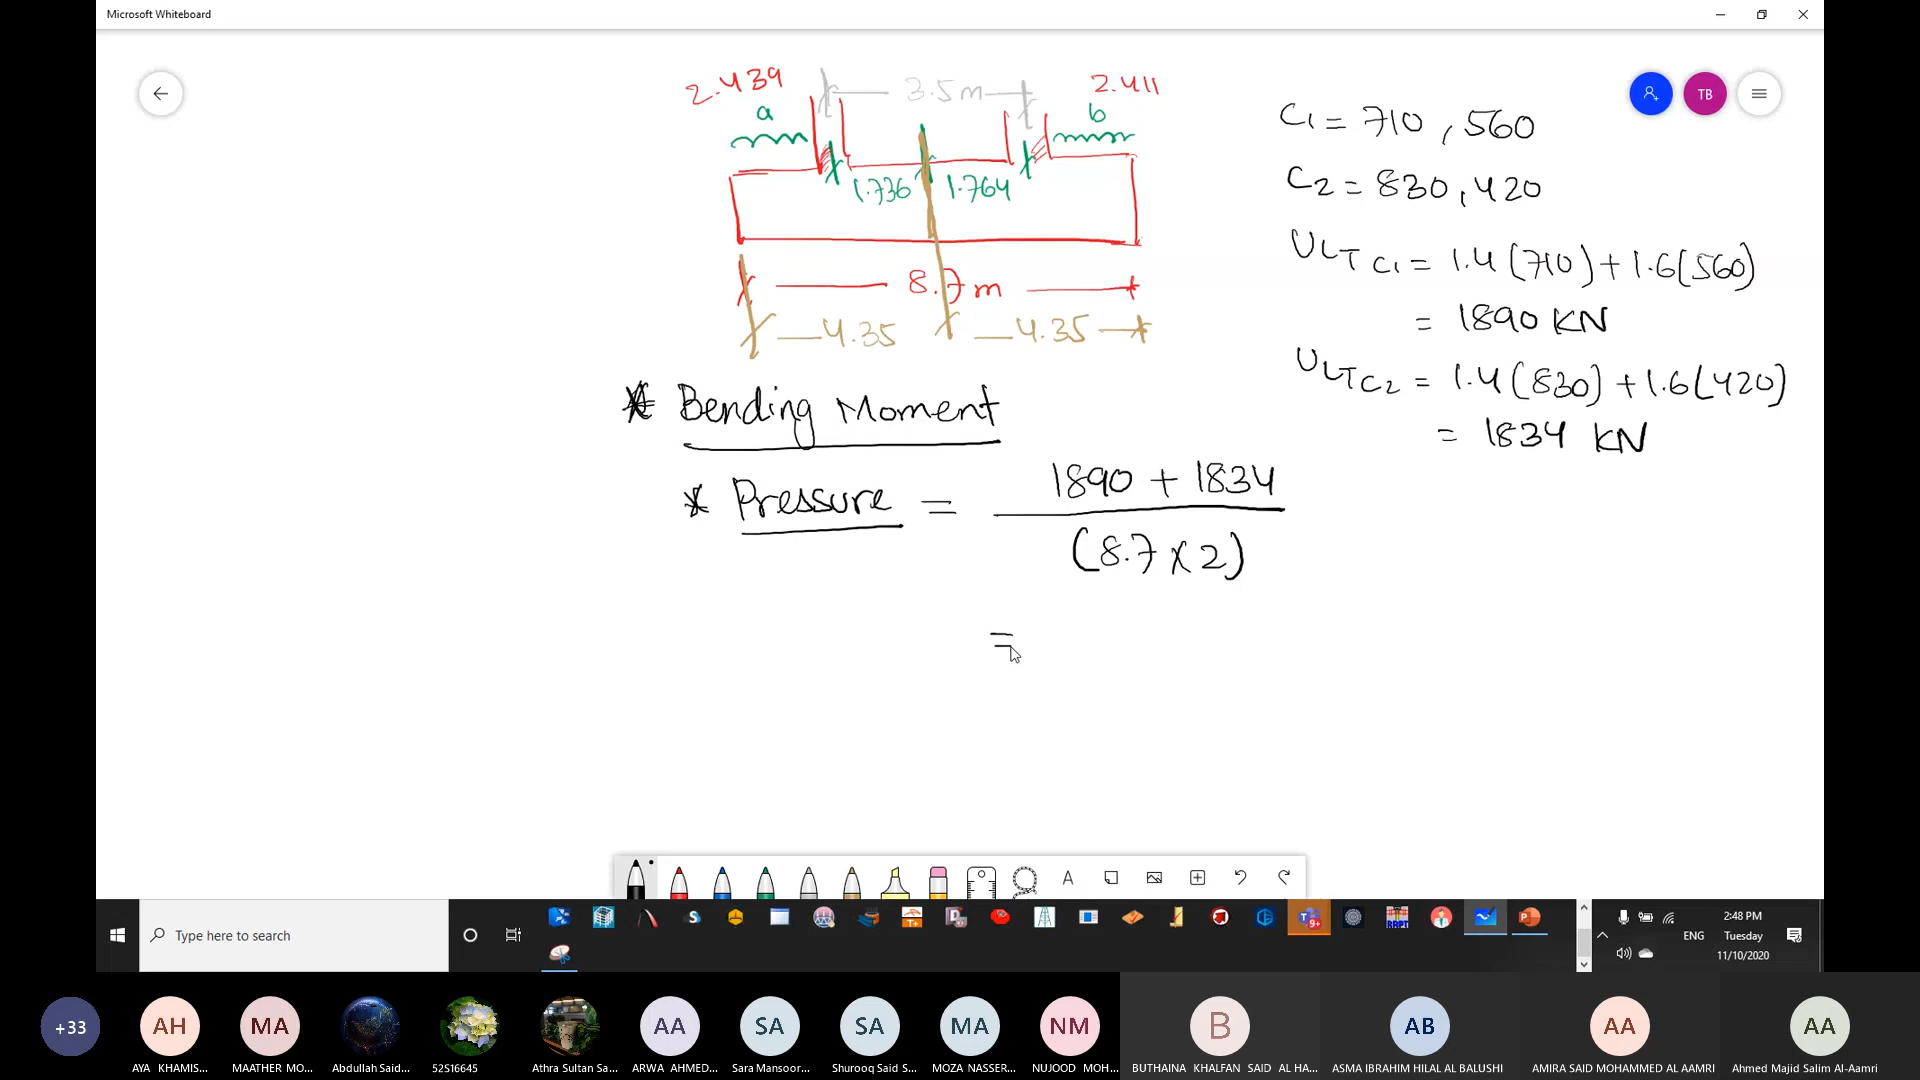 Microsoft Whiteboard
2.439
3.5m
2.411
a
b
1.736
1.764
8.7m
4.35
4.35
C1 = 710, 560
C2 = 830, 420
ULT C1 = 1.4(710) + 1.6(560)
= 1890 KN
ULT C2 = 1.4(830) + 1.6(420)
= 1834 KN
* Bending Moment
* Pressure = 1890 + 1834
(8.7 x 2)
=
TB
A
Type here to search
9+
ENG
2:48 PM
Tuesday
11/10/2020
+33
AH
MA
AA
SA
SA
MA
NM
B
AB
AA
AA
AYA KHAMIS...
MAATHER MO...
Abdullah Said...
52S16645
Athra Sultan Sa...
ARWA AHMED...
Sara Mansoor...
Shurooq Said S...
MOZA NASSER...
NUJOOD MOH...
BUTHAINA KHALFAN SAID AL HA...
ASMA IBRAHIM HILAL AL BALUSHI
AMIRA SAID MOHAMMED AL AAMRI
Ahmed Majid Salim Al-Aamri